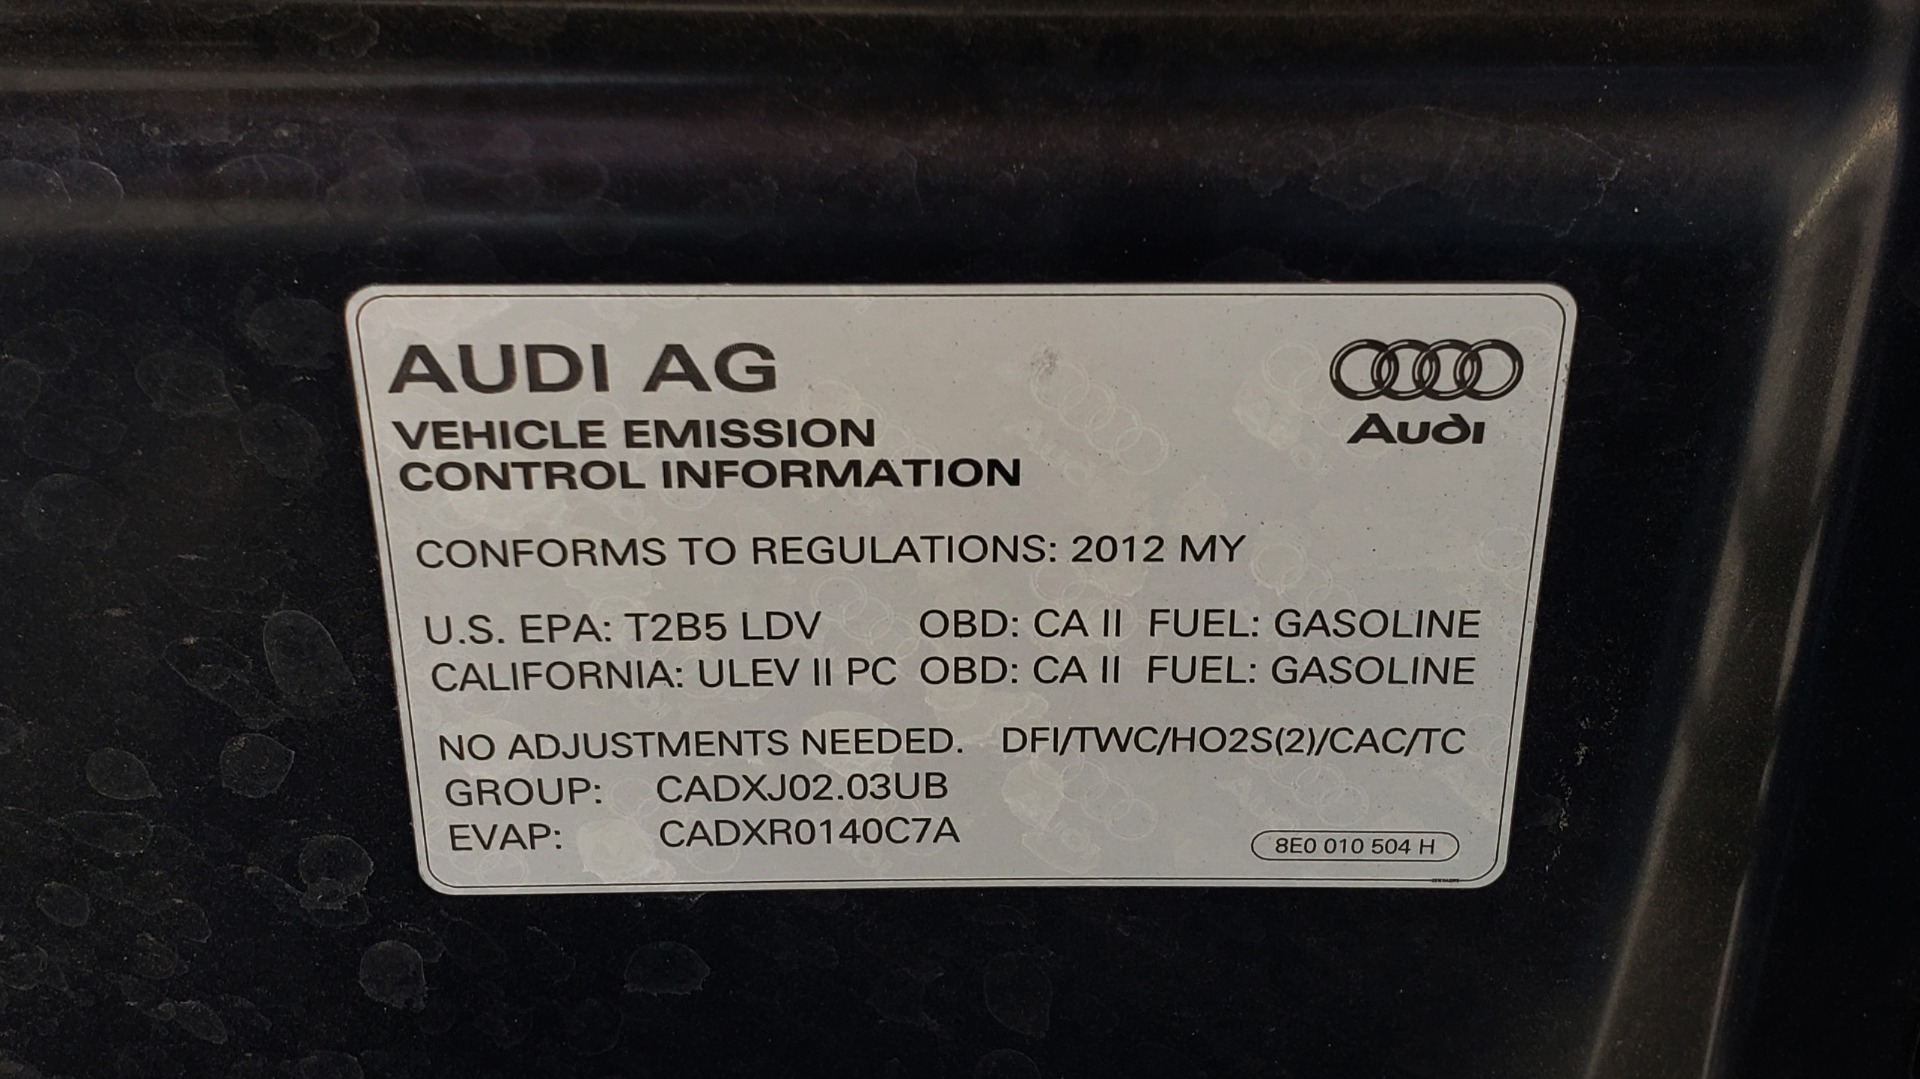 AUDI AG
Audi
VEHICLE EMISSION
CONTROL INFORMATION
CONFORMS TO REGULATIONS: 2012 MY
U.S. EPA: T2B5 LDV OBD: CA II FUEL: GASOLINE
CALIFORNIA: ULEV II PC OBD: CA II FUEL: GASOLINE
NO ADJUSTMENTS NEEDED. DFI/TWC/HO2S(2)/CAC/TC
GROUP: CADXJ02.03UB
EVAP: CADXR0140C7A
8E0 010 504 H